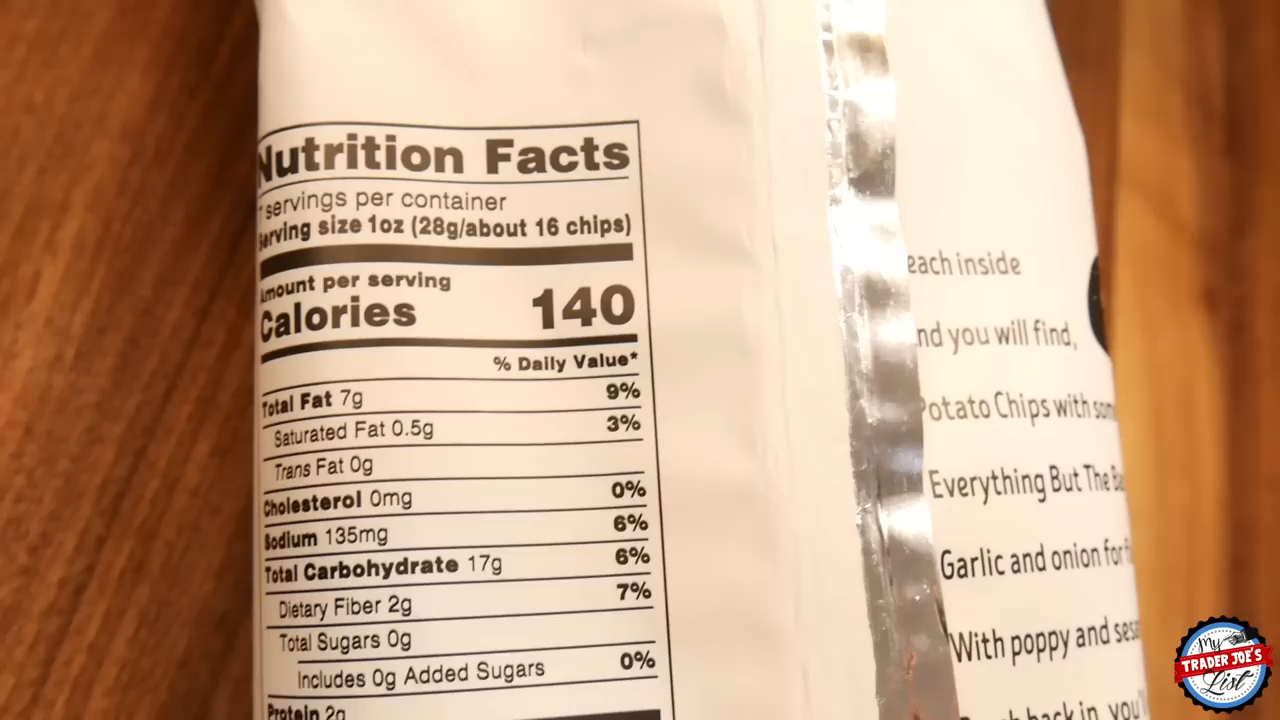 Nutrition Facts
servings per container
Serving size 1oz (28g/about 16 chips)
Amount per serving
Calories 140
% Daily Value*
Total Fat 7g 9%
Saturated Fat 0.5g 3%
Trans Fat 0g
Cholesterol 0mg 0%
Sodium 135mg 6%
Total Carbohydrate 17g 6%
Dietary Fiber 2g 7%
Total Sugars 0g
Includes 0g Added Sugars 0%
Protein 2g
each inside
nd you will find,
Potato Chips with som
Everything But The Ba
Garlic and onion for f
With poppy and sesa
back in, you'l
My
TRADER JOE'S
List